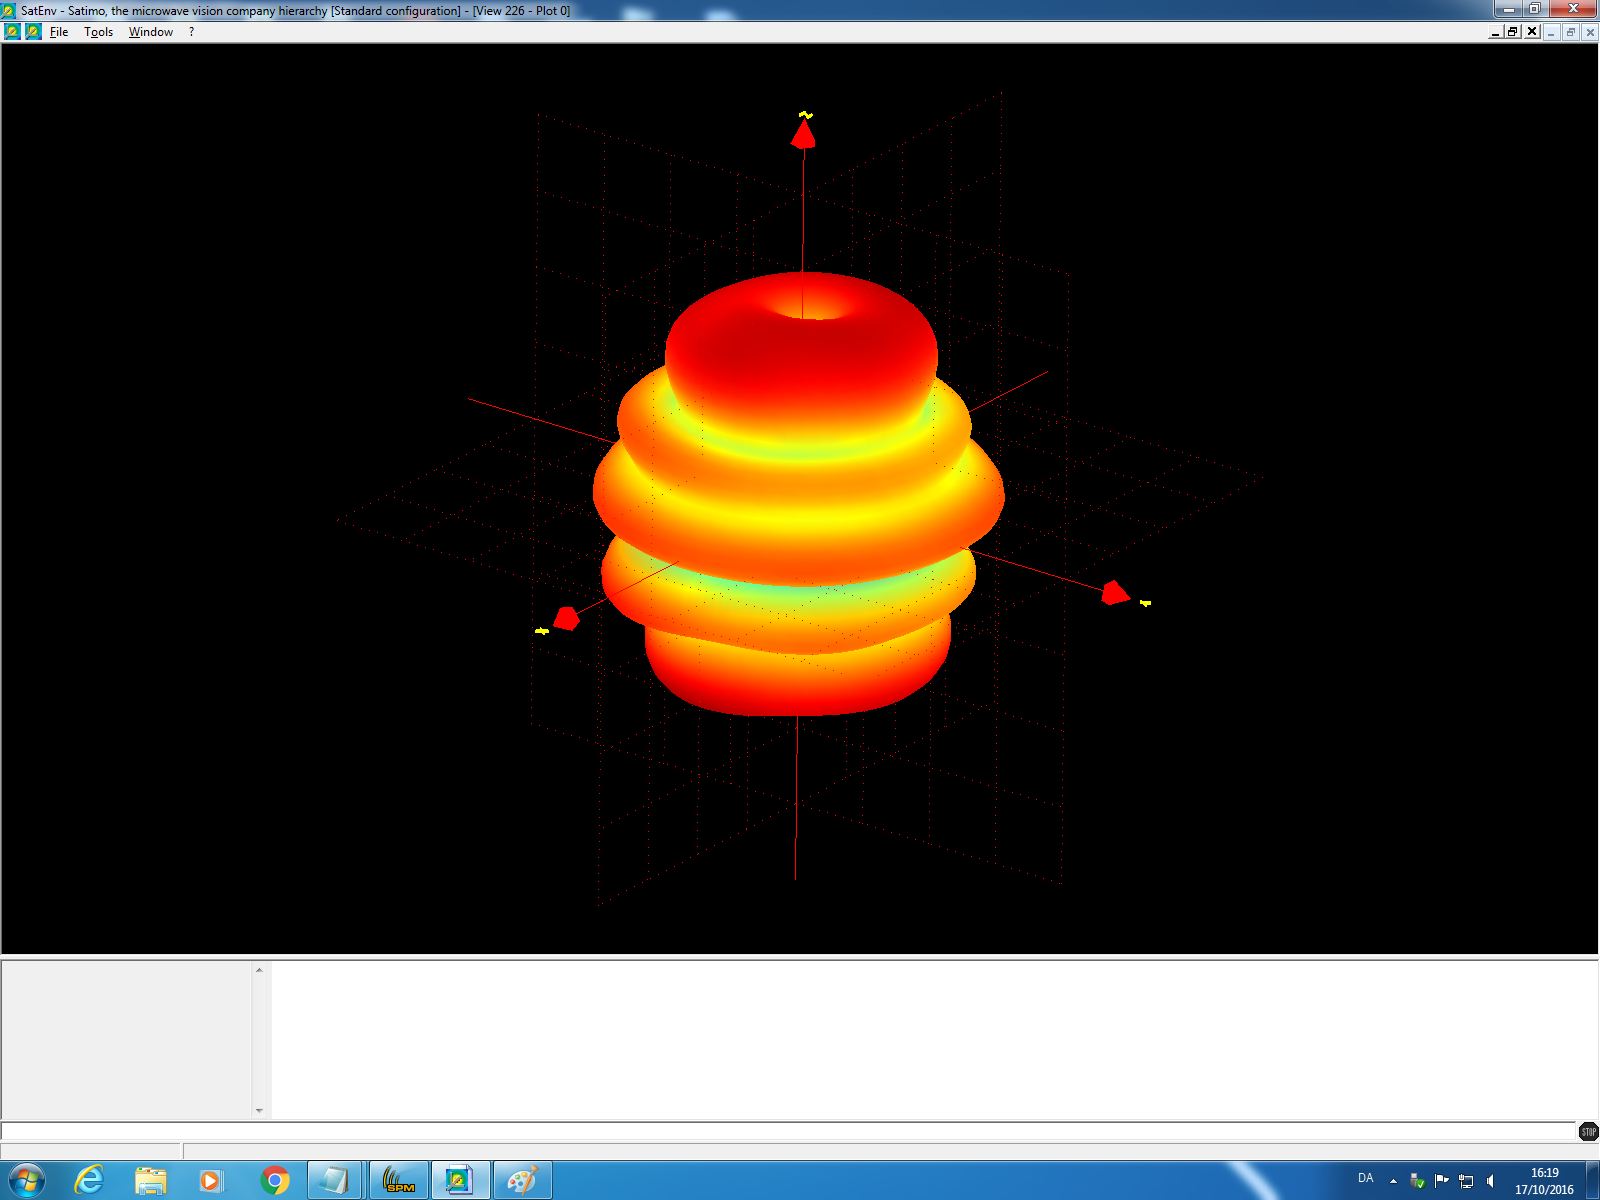 SatEnv - Satimo, the microwave vision company hierarchy [Standard configuration] - [View 226 - Plot 0]
File Tools Window ?
STOP
SPM
DA
16:19
17/10/2016